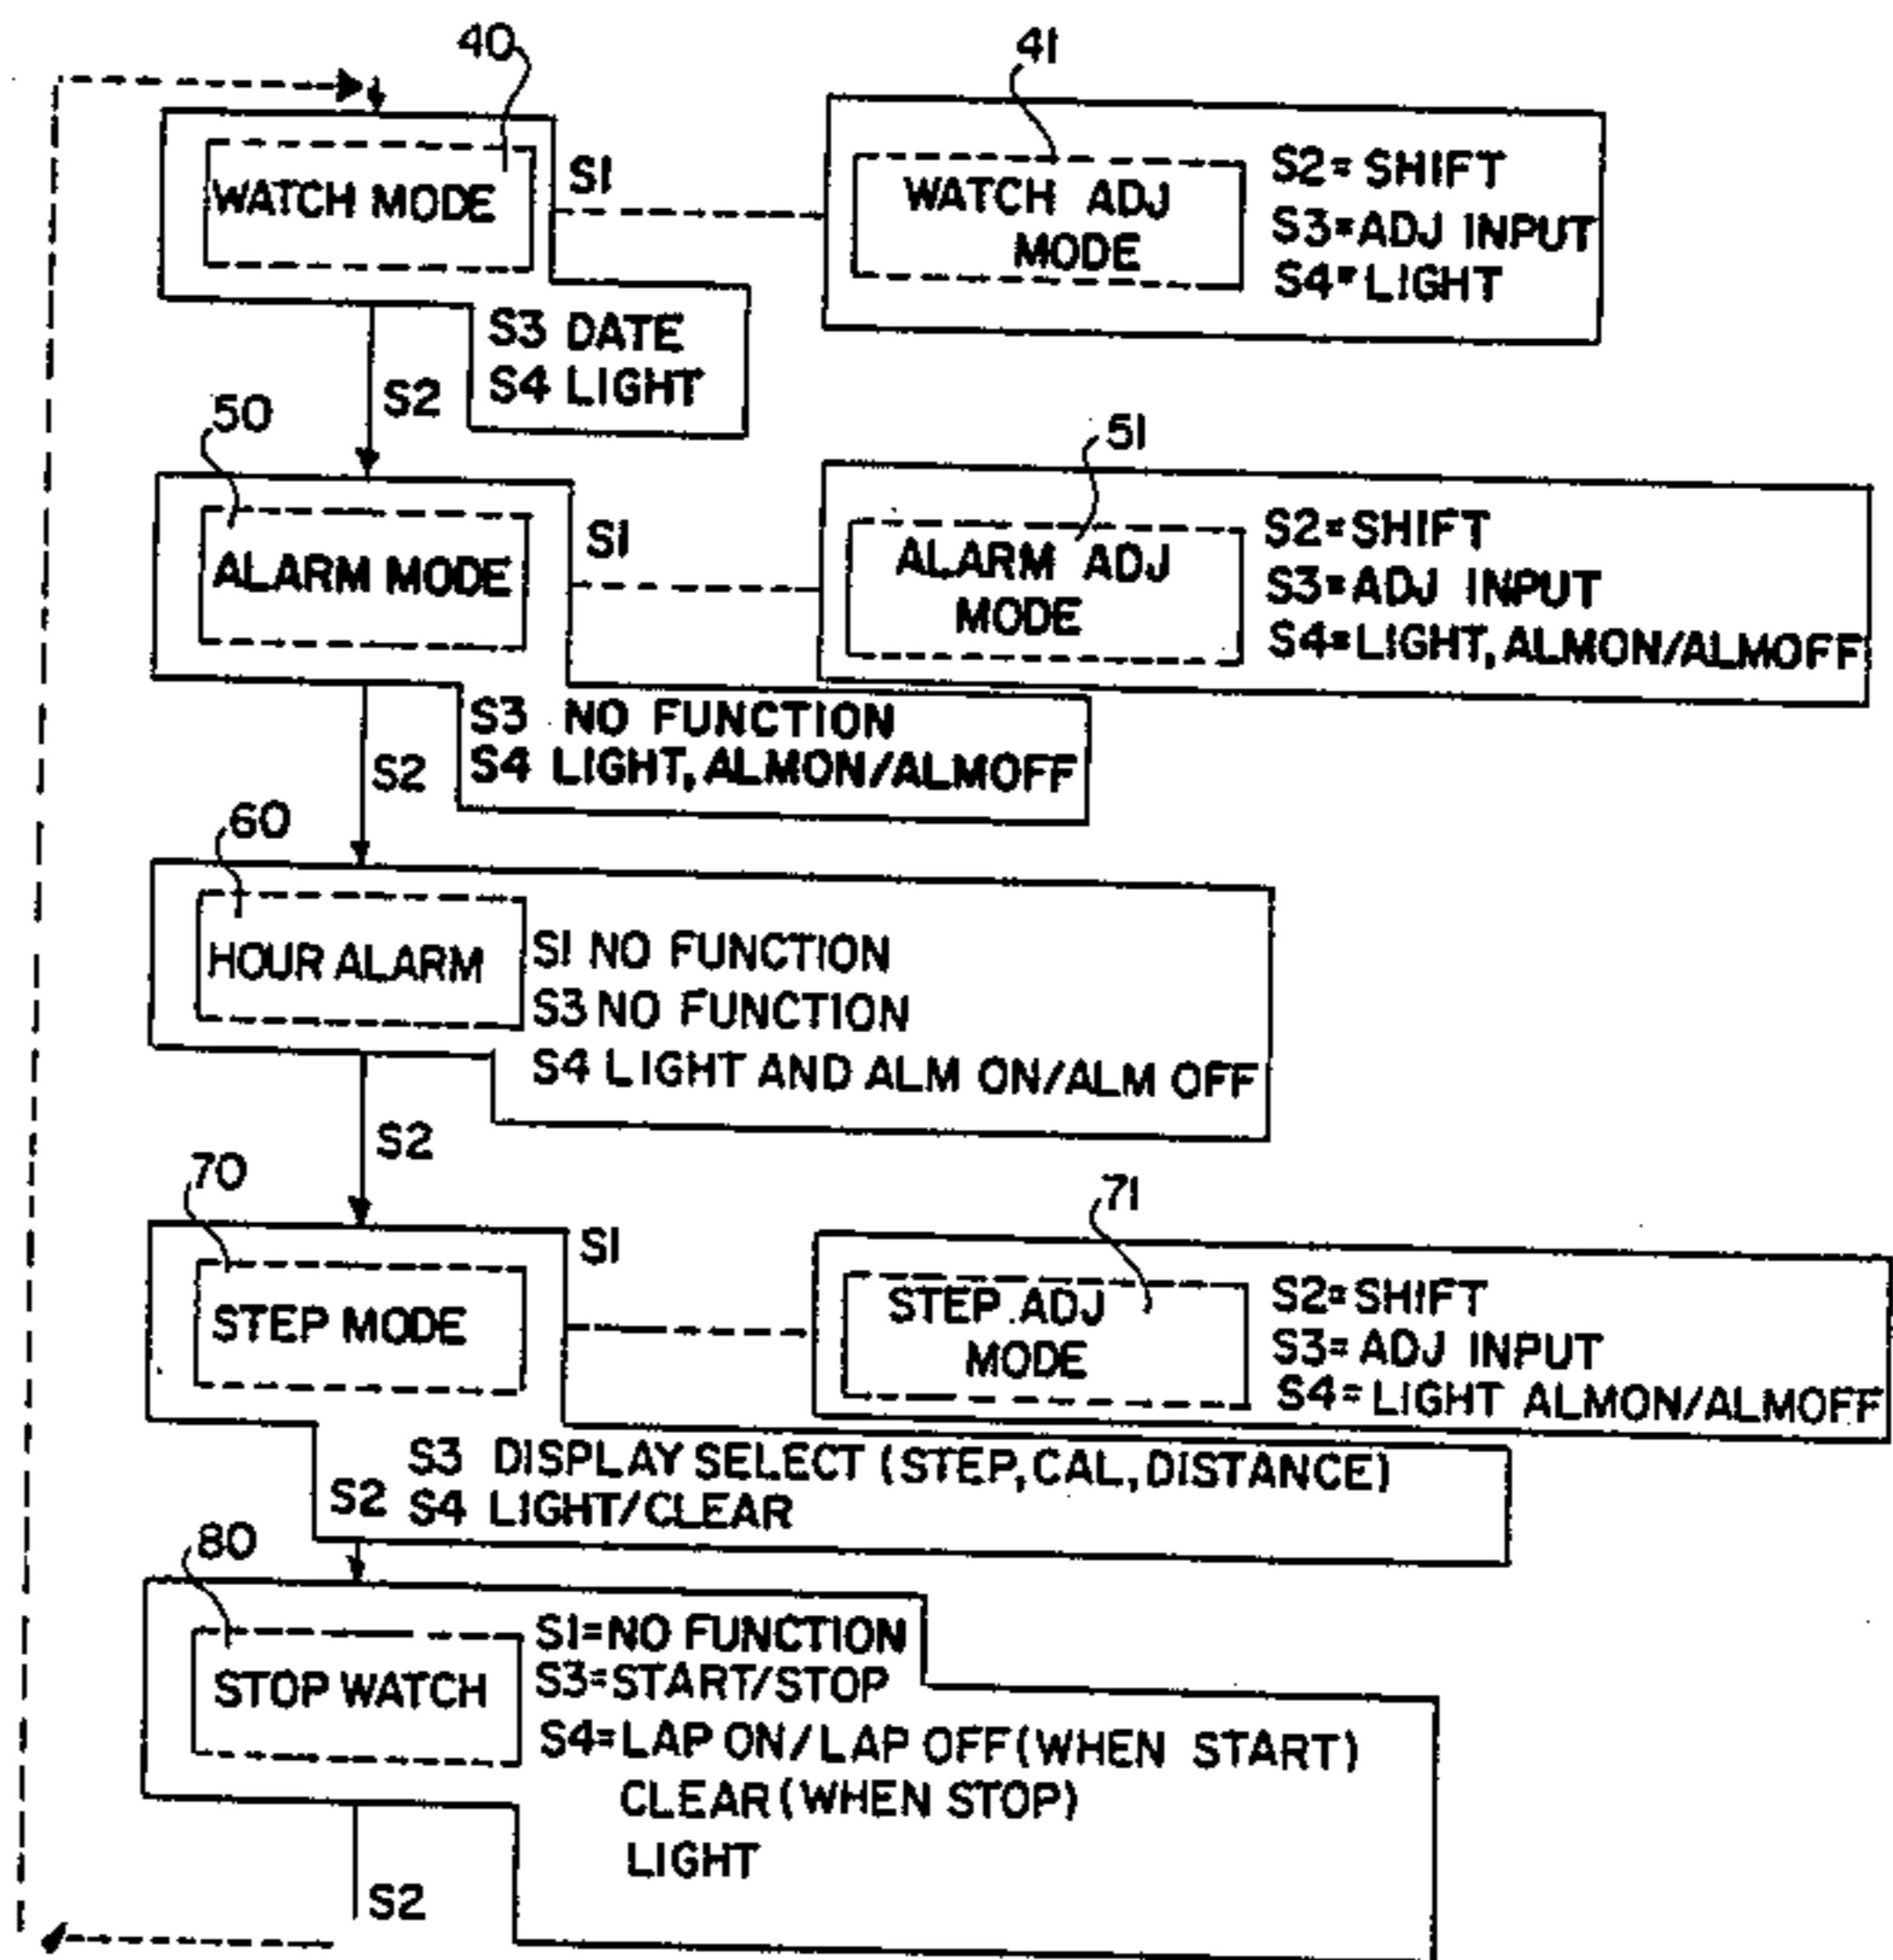 40
41
WATCH MODE
S1
WATCH ADJ
MODE
S2=SHIFT
S3=ADJ INPUT
S4=LIGHT
S3 DATE
S4 LIGHT
S2
50
51
ALARM MODE
S1
ALARM ADJ
MODE
S2=SHIFT
S3=ADJ INPUT
S4=LIGHT, ALMON/ALMOFF
S3 NO FUNCTION
S4 LIGHT, ALMON/ALMOFF
S2
60
HOUR ALARM
S1 NO FUNCTION
S3 NO FUNCTION
S4 LIGHT AND ALM ON/ALM OFF
S2
70
71
STEP MODE
S1
STEP ADJ
MODE
S2=SHIFT
S3=ADJ INPUT
S4=LIGHT ALMON/ALMOFF
S3 DISPLAY SELECT (STEP, CAL, DISTANCE)
S4 LIGHT/CLEAR
S2
80
STOP WATCH
S1=NO FUNCTION
S3=START/STOP
S4=LAP ON/LAP OFF (WHEN START)
CLEAR (WHEN STOP)
LIGHT
S2